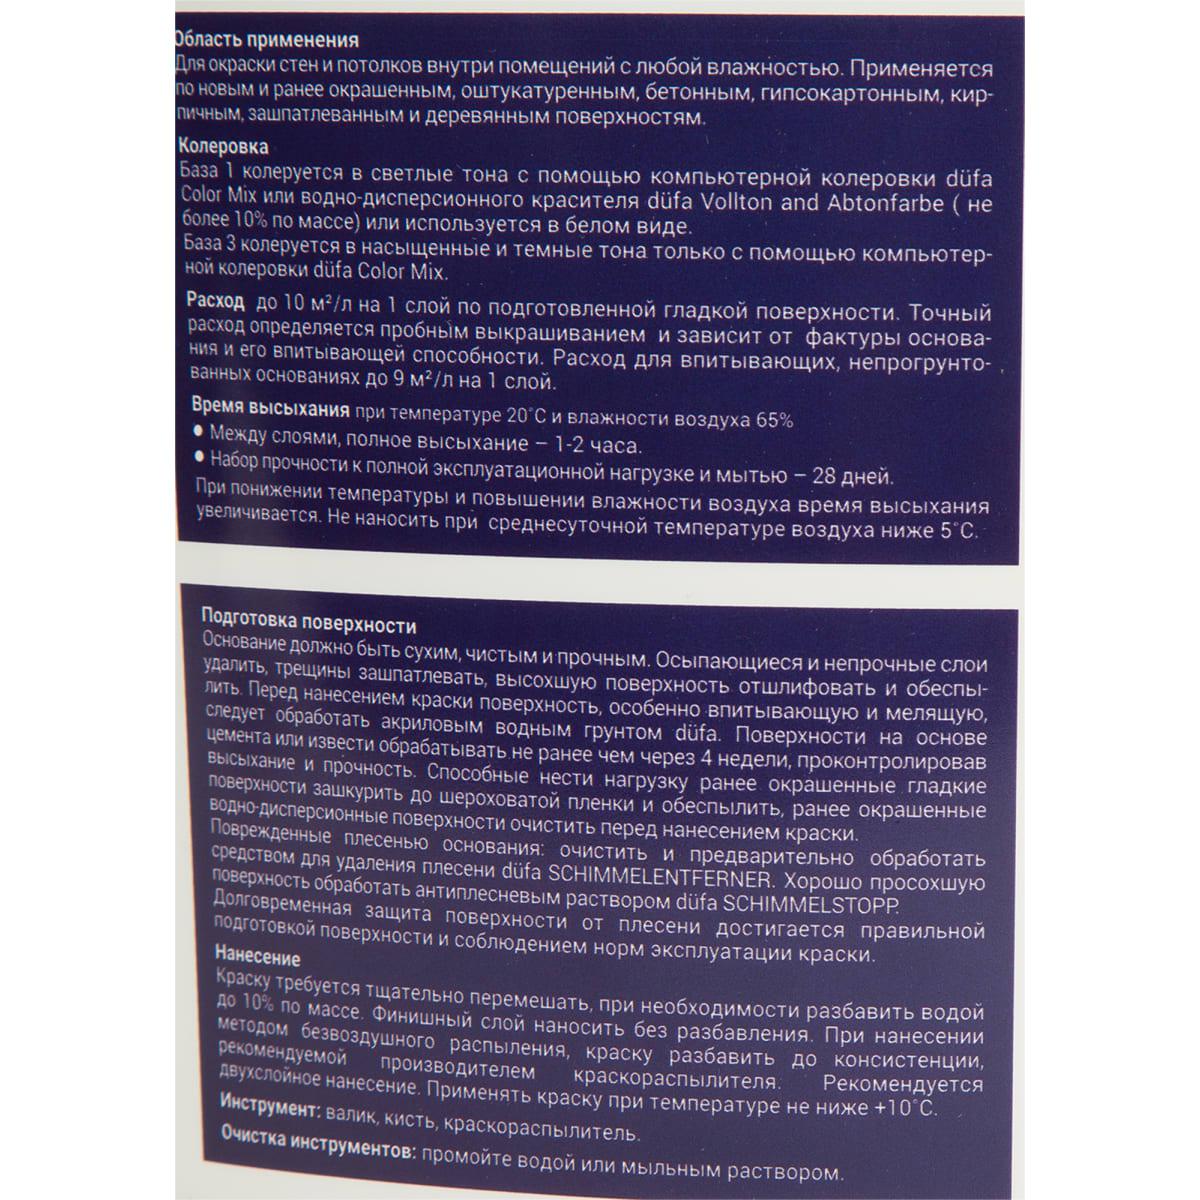 Область применения
Для окраски стен и потолков внутри помещений с любой влажностью. Применяется
по новым и ранее окрашенным, оштукатуренным, бетонным, гипсокартонным, кир-
пичным, зашпатлеванным и деревянным поверхностям.
Колеровка
База 1 колеруется в светлые тона с помощью компьютерной колеровки düfa
Color Mix или водно-дисперсионного красителя düfa Vollton and Abtonfarbe ( не
более 10% по массе) или используется в белом виде.
База 3 колеруется в насыщенные и темные тона только с помощью компьютер-
ной колеровки düfa Color Mix.
Расход до 10 м²/л на 1 слой по подготовленной гладкой поверхности. Точный
расход определяется пробным выкрашиванием и зависит от фактуры основа-
ния и его впитывающей способности. Расход для впитывающих, непрогрунто-
ванных основаниях до 9 м²/л на 1 слой.
Время высыхания при температуре 20°С и влажности воздуха 65%
● Между слоями, полное высыхание – 1-2 часа.
● Набор прочности к полной эксплуатационной нагрузке и мытью – 28 дней.
При понижении температуры и повышении влажности воздуха время высыхания
увеличивается. Не наносить при среднесуточной температуре воздуха ниже 5°С.
Подготовка поверхности
Основание должно быть сухим, чистым и прочным. Осыпающиеся и непрочные слои
удалить, трещины зашпатлевать, высохшую поверхность отшлифовать и обеспы-
лить. Перед нанесением краски поверхность, особенно впитывающую и мелящую,
следует обработать акриловым водным грунтом düfa. Поверхности на основе
цемента или извести обрабатывать не ранее чем через 4 недели, проконтролировав
высыхание и прочность. Способные нести нагрузку ранее окрашенные гладкие
поверхности зашкурить до шероховатой пленки и обеспылить, ранее окрашенные
водно-дисперсионные поверхности очистить перед нанесением краски.
Поврежденные плесенью основания: очистить и предварительно обработать
средством для удаления плесени düfa SCHIMMELENTFERNER. Хорошо просохшую
поверхность обработать антиплесневым раствором düfa SCHIMMELSTOPP.
Долговременная защита поверхности от плесени достигается правильной
подготовкой поверхности и соблюдением норм эксплуатации краски.
Нанесение
Краску требуется тщательно перемешать, при необходимости разбавить водой
до 10% по массе. Финишный слой наносить без разбавления. При нанесении
методом безвоздушного распыления, краску разбавить до консистенции,
рекомендуемой производителем краскораспылителя. Рекомендуется
двухслойное нанесение. Применять краску при температуре не ниже +10°С.
Инструмент: валик, кисть, краскораспылитель.
Очистка инструментов: промойте водой или мыльным раствором.